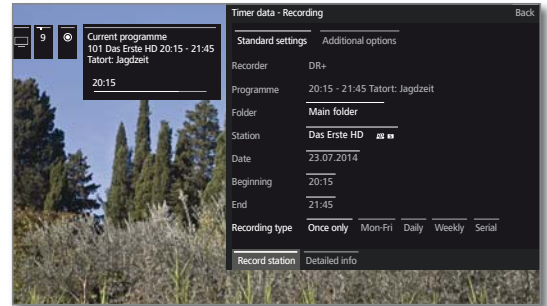 Timer data - Recording Back
9
Current programme
101 Das Erste HD 20:15 - 21:45
Tatort: Jagdzeit
20:15
Standard settings Additional options
Recorder DR+
Programme 20:15 - 21:45 Tatort: Jagdzeit
Folder Main folder
Station Das Erste HD
Date 23.07.2014
Beginning 20:15
End 21:45
Recording type Once only Mon-Fri Daily Weekly Serial
Record station Detailed info